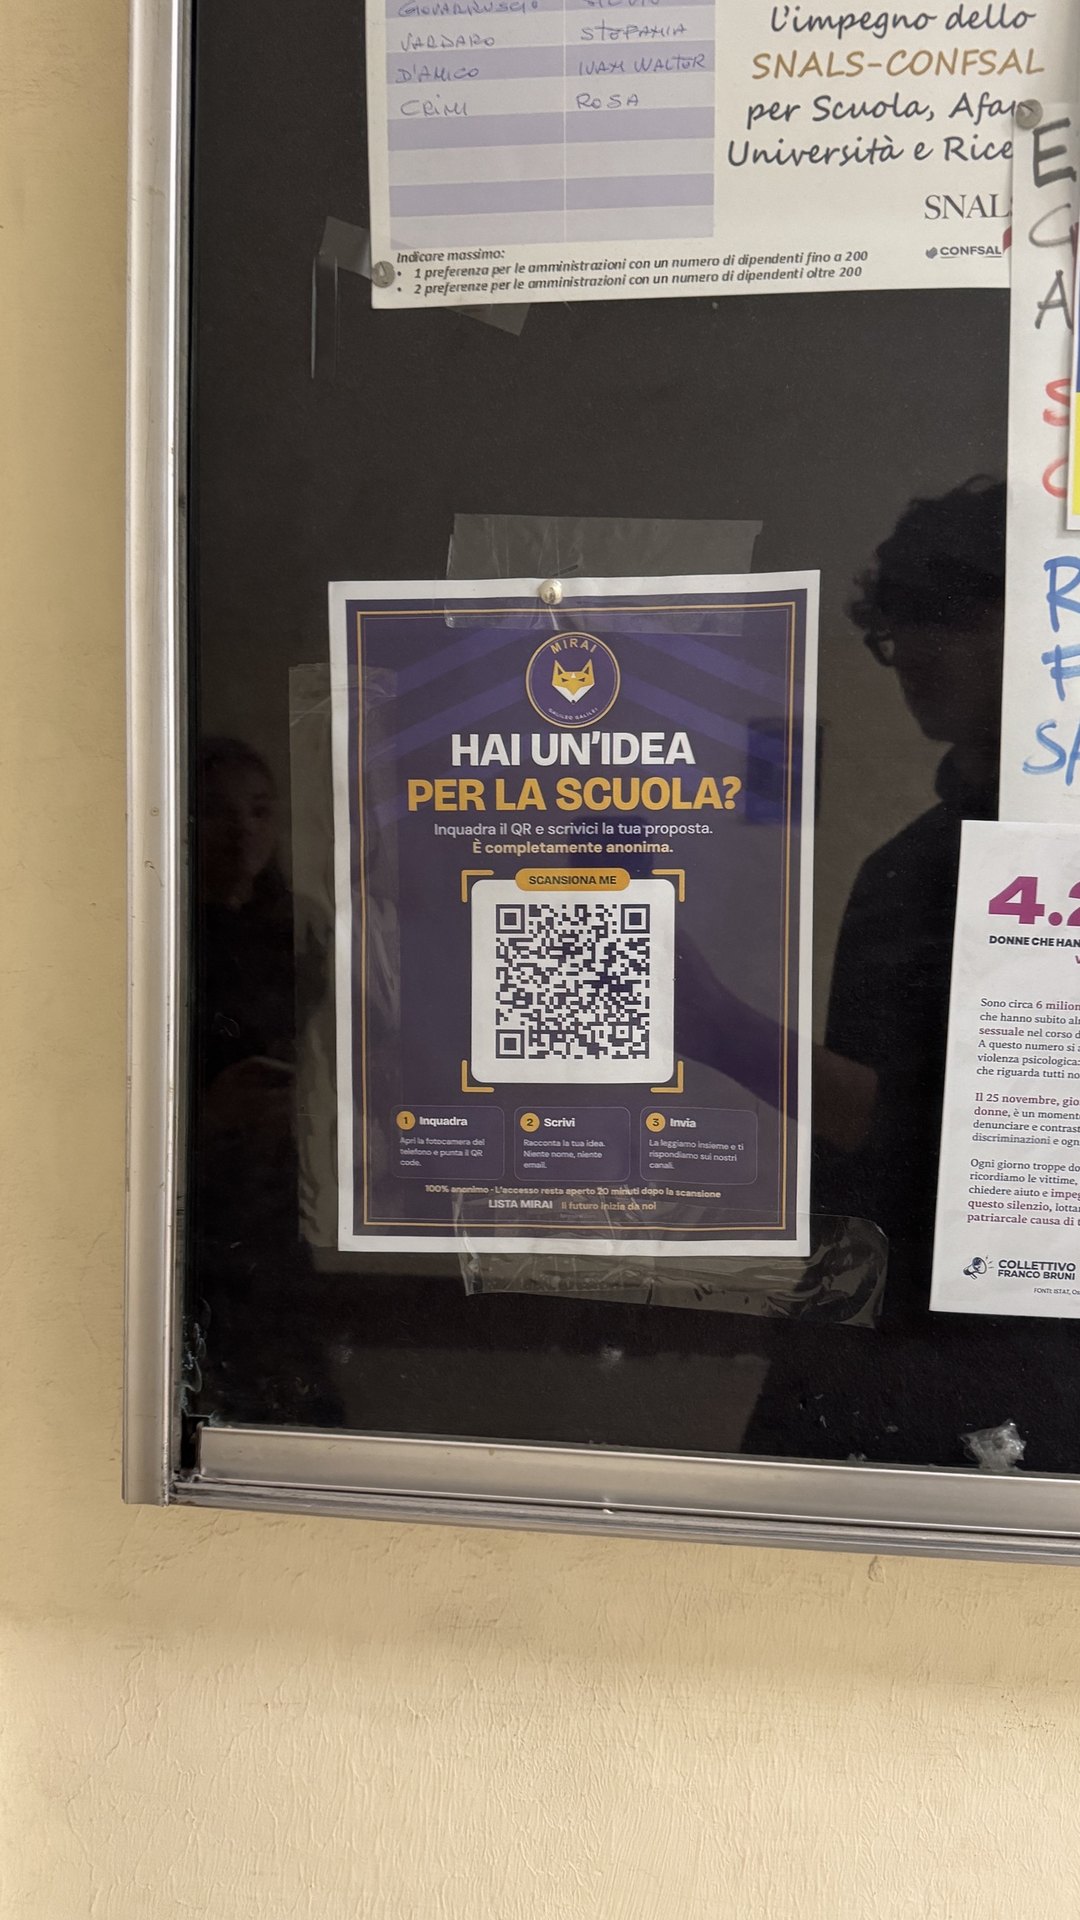 VARDARO STEFANIA
D'AMICO IVAN WALTER
CRIMI ROSA
Indicare massimo:
• 1 preferenza per le amministrazioni con un numero di dipendenti fino a 200
• 2 preferenze per le amministrazioni con un numero di dipendenti oltre 200
L'impegno dello
SNALS-CONFSAL
per Scuola, Afam
Università e Rice
SNAL
CONFSAL
E
A
S
R
F
SA
MIRAI
GALILEO GALILEI
HAI UN'IDEA
PER LA SCUOLA?
Inquadra il QR e scrivici la tua proposta.
È completamente anonima.
SCANSIONA ME
1 Inquadra
Apri la fotocamera del
telefono e punta il QR
code.
2 Scrivi
Racconta la tua idea.
Niente nome, niente
email.
3 Invia
La leggiamo insieme e ti
rispondiamo sui nostri
canali.
100% anonimo · L'accesso resta aperto 20 minuti dopo la scansione
LISTA MIRAI Il futuro inizia da noi
4.2
DONNE CHE HAN
V
Sono circa 6 milion
che hanno subito al
sessuale nel corso d
A questo numero si a
violenza psicologica:
che riguarda tutti no
Il 25 novembre, gio
donne, è un moment
denunciare e contrast
discriminazioni e ogn
Ogni giorno troppe do
ricordiamo le vittime,
chiedere aiuto e impeg
questo silenzio, lotta
patriarcale causa di t
COLLETTIVO
FRANCO BRUNI
FONTI: ISTAT, Os